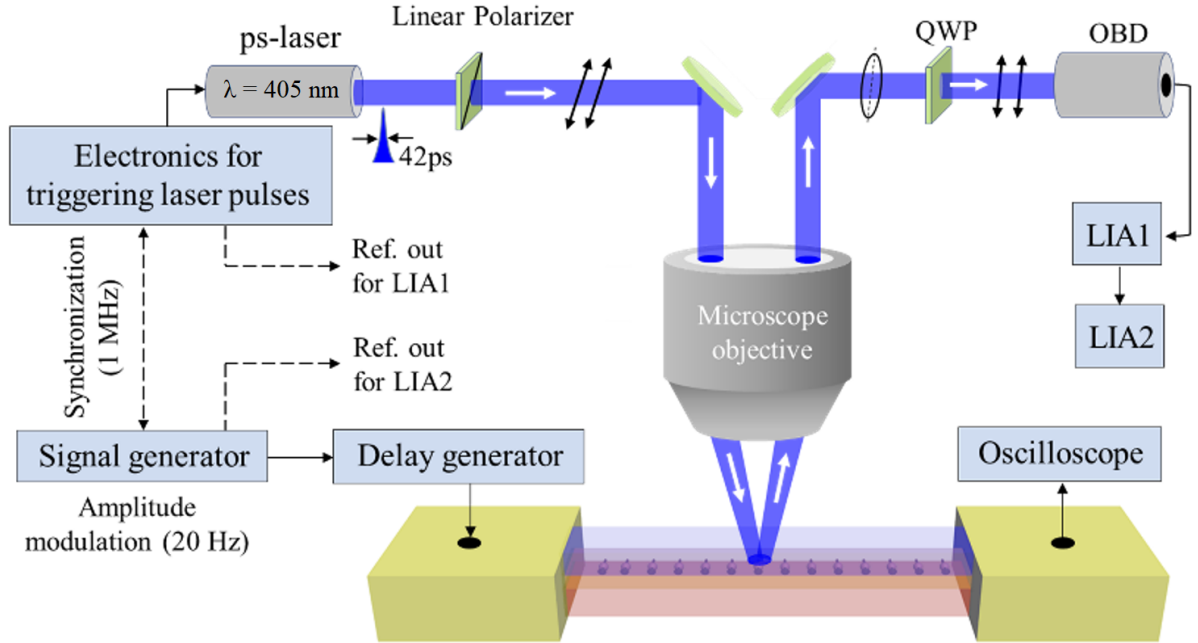 Linear Polarizer
ps-laser
λ = 405 nm
42ps
QWP
OBD
Electronics for
triggering laser pulses
Synchronization
(1 MHz)
Ref. out
for LIA1
Ref. out
for LIA2
LIA1
LIA2
Microscope
objective
Signal generator
Delay generator
Oscilloscope
Amplitude
modulation (20 Hz)